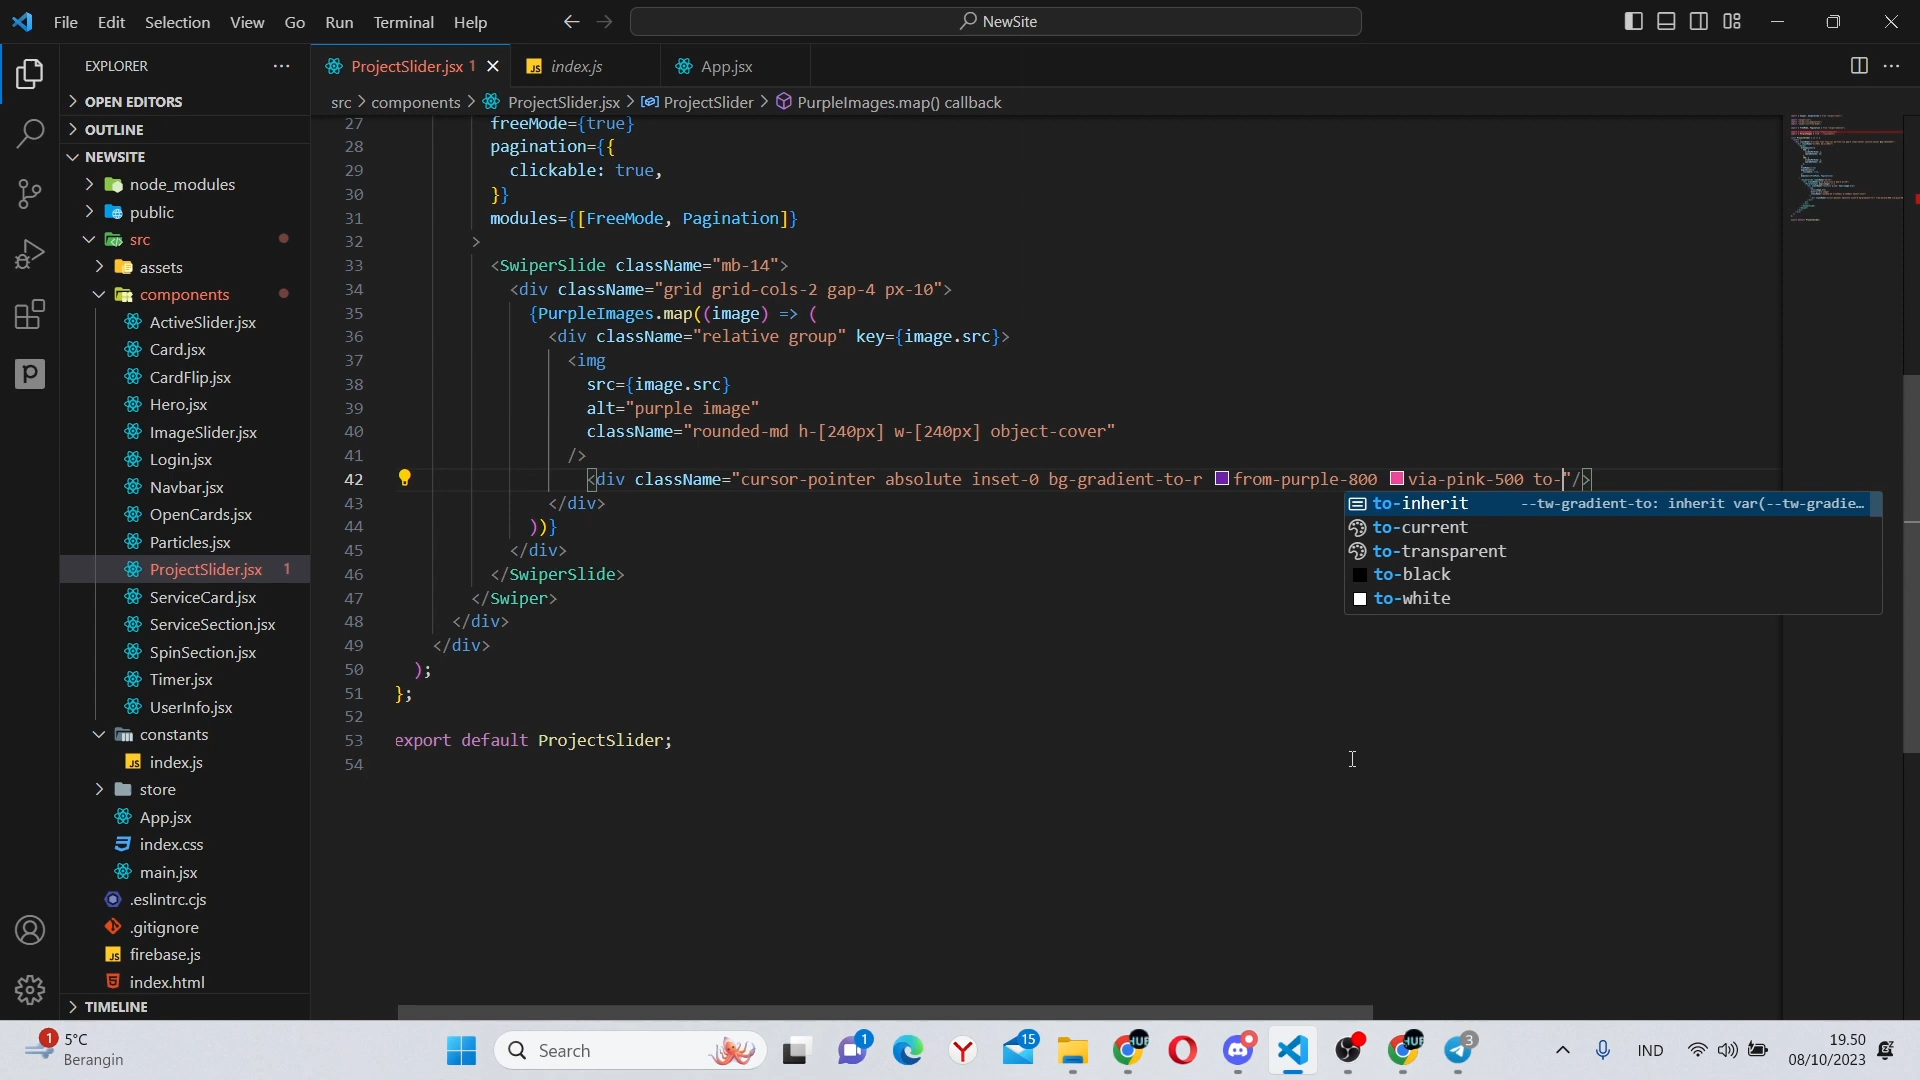 File Edit Selection View Go Run Terminal Help
NewSite
EXPLORER
OPEN EDITORS
OUTLINE
NEWSITE
node_modules
public
src
assets
components
ActiveSlider.jsx
Card.jsx
CardFlip.jsx
Hero.jsx
ImageSlider.jsx
Login.jsx
Navbar.jsx
OpenCards.jsx
Particles.jsx
ProjectSlider.jsx 1
ServiceCard.jsx
ServiceSection.jsx
SpinSection.jsx
Timer.jsx
UserInfo.jsx
constants
index.js
store
App.jsx
index.css
main.jsx
.eslintrc.cjs
.gitignore
firebase.js
index.html
TIMELINE
ProjectSlider.jsx 1
index.js
App.jsx
src > components > ProjectSlider.jsx > ProjectSlider > PurpleImages.map() callback
27 freeMode={true}
28 pagination={{
29 clickable: true,
30 }}
31 modules={[FreeMode, Pagination]}
32 >
33 <SwiperSlide className="mb-14">
34 <div className="grid grid-cols-2 gap-4 px-10">
35 {PurpleImages.map((image) => (
36 <div className="relative group" key={image.src}>
37 <img
38 src={image.src}
39 alt="purple image"
40 className="rounded-md h-[240px] w-[240px] object-cover"
41 />
42 <div className="cursor-pointer absolute inset-0 bg-gradient-to-r from-purple-800 via-pink-500 to-"/>
43 </div>
44 ))}
45 </div>
46 </SwiperSlide>
47 </Swiper>
48 </div>
49 </div>
50 );
51 };
52
53 export default ProjectSlider;
54
to-inherit --tw-gradient-to: inherit var(--tw-gradie…
to-current
to-transparent
to-black
to-white
1
5°C
Berangin
Search
1
15
HUB
HUB
3
IND
19.50
08/10/2023